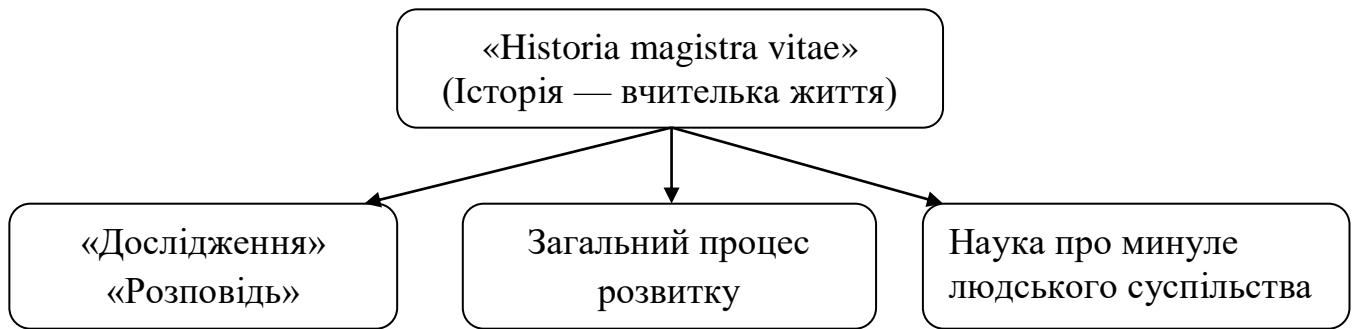 «Historia magistra vitae»
(Історія — вчителька життя)
«Дослідження»
«Розповідь»
Загальний процес
розвитку
Наука про минуле
людського суспільства